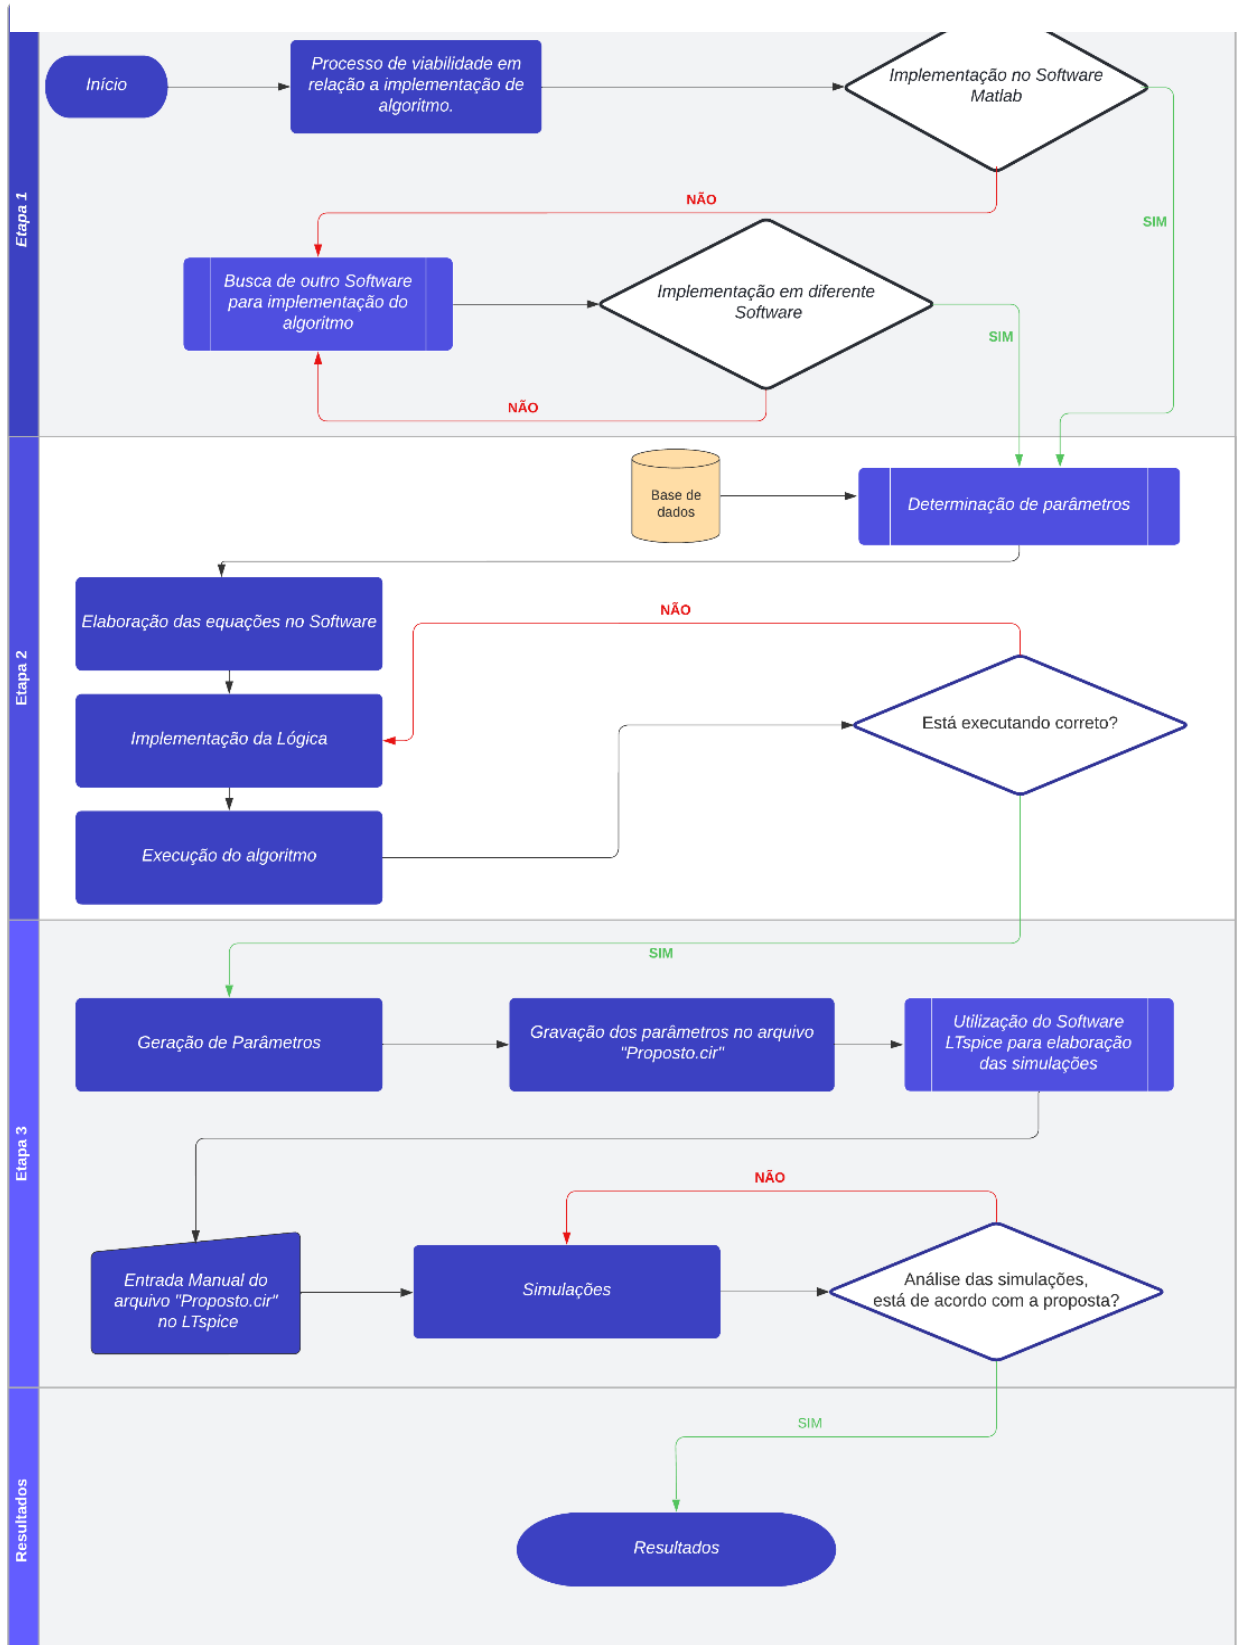 Etapa 1
Início
Processo de viabilidade em
relação a implementação de
algoritmo.
Implementação no Software
Matlab
NÃO
SIM
Busca de outro Software
para implementação do
algoritmo
Implementação em diferente
Software
SIM
NÃO
Etapa 2
Base de
dados
Determinação de parâmetros
Elaboração das equações no Software
NÃO
Implementação da Lógica
Está executando correto?
Execução do algoritmo
Etapa 3
SIM
Geração de Parâmetros
Gravação dos parâmetros no arquivo
"Proposto.cir"
Utilização do Software
LTspice para elaboração
das simulações
NÃO
Entrada Manual do
arquivo "Proposto.cir"
no LTspice
Simulações
Análise das simulações,
está de acordo com a proposta?
Resultados
SIM
Resultados